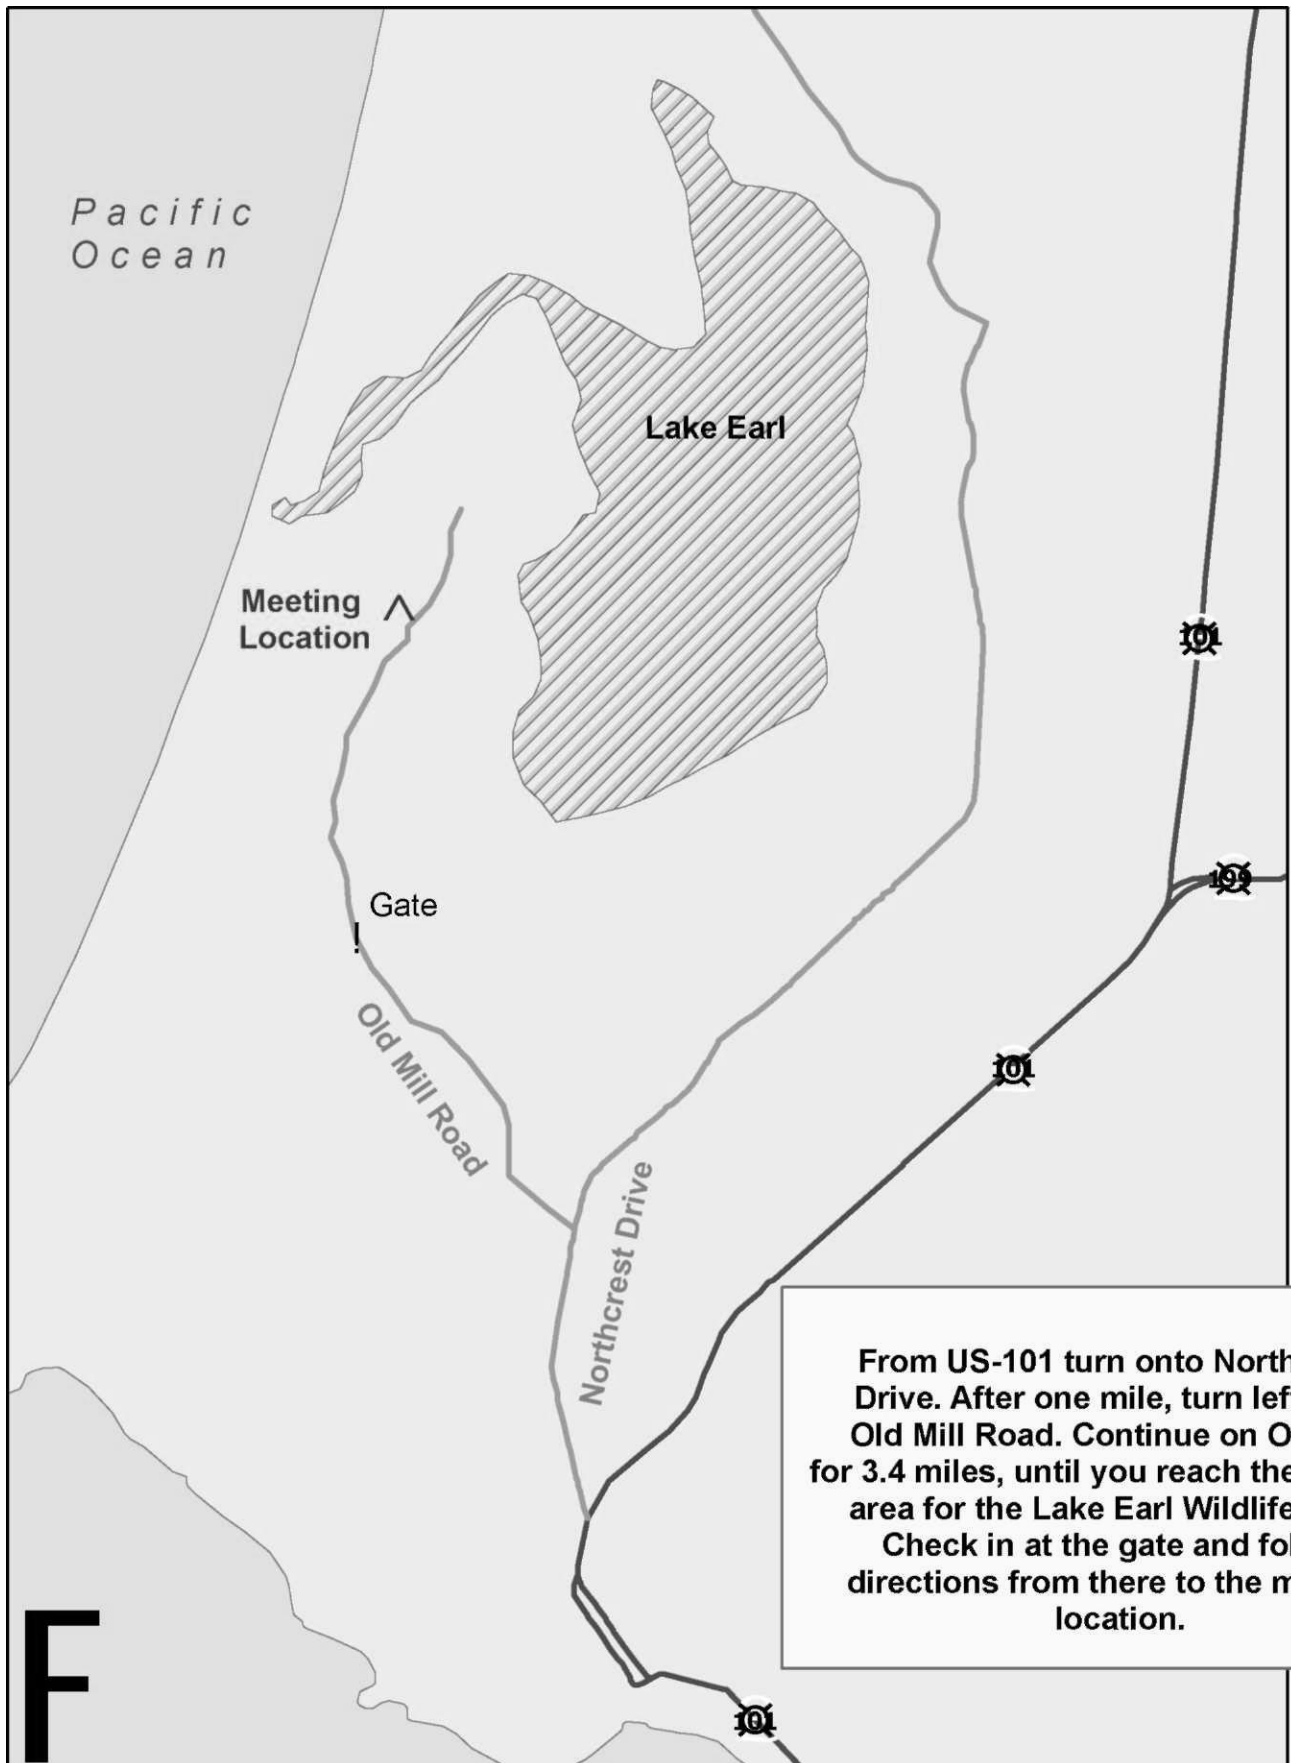 Pacific
Ocean
Lake Earl
Meeting
Location
101
199
Gate
101
Old Mill Road
Northcrest Drive
From US-101 turn onto North
Drive. After one mile, turn lef
Old Mill Road. Continue on O
for 3.4 miles, until you reach the
area for the Lake Earl Wildlife
Check in at the gate and fol
directions from there to the m
location.
F
101